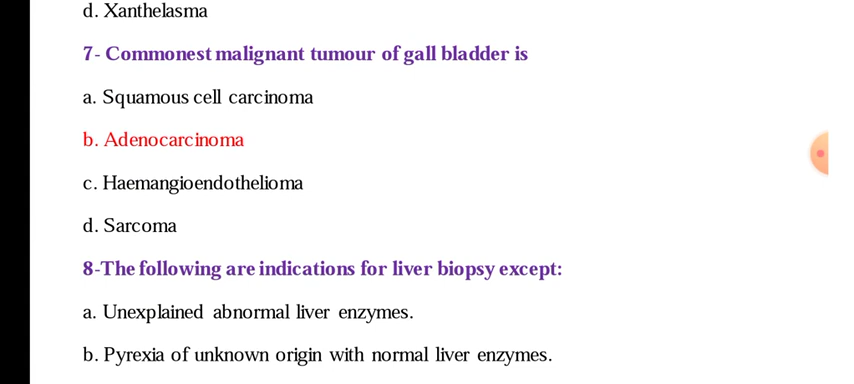 d. Xanthelasma
7- Commonest malignant tumour of gall bladder is
a. Squamous cell carcinoma
b. Adenocarcinoma
c. Haemangioendothelioma
d. Sarcoma
8-The following are indications for liver biopsy except:
a. Unexplained abnormal liver enzymes.
b. Pyrexia of unknown origin with normal liver enzymes.